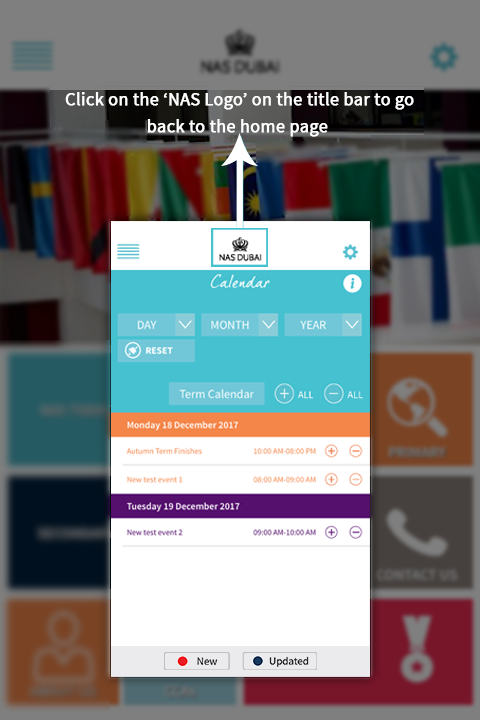 NAS DUBAI
Click on the ‘NAS Logo’ on the title bar to go
back to the home page
NAS DUBAI
Calendar
i
DAY MONTH YEAR
RESET
Term Calendar + ALL − ALL
Monday 18 December 2017
Autumn Term Finishes 10:00 AM-08:00 PM
New test event 1 08:00 AM-09:00 AM
Tuesday 19 December 2017
New test event 2 09:00 AM-10:00 AM
New Updated
PRIMARY
CONTACT US
ABOUT US